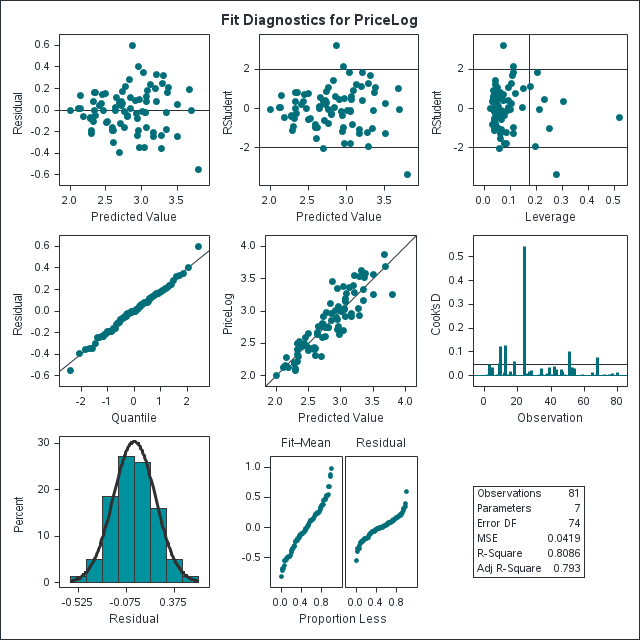 Fit Diagnostics for PriceLog
0.6
0.4
0.2
0.0
-0.2
-0.4
-0.6
Residual
2.0 2.5 3.0 3.5
Predicted Value
2
0
-2
RStudent
2.0 2.5 3.0 3.5
Predicted Value
2
0
-2
RStudent
0.0 0.1 0.2 0.3 0.4 0.5
Leverage
0.6
0.4
0.2
0.0
-0.2
-0.4
-0.6
Residual
-2 -1 0 1 2
Quantile
4.0
3.5
3.0
2.5
2.0
PriceLog
2.0 2.5 3.0 3.5 4.0
Predicted Value
0.5
0.4
0.3
0.2
0.1
0.0
Cook's D
0 20 40 60 80
Observation
30
20
10
0
Percent
-0.525 -0.075 0.375
Residual
Fit–Mean Residual
1.0
0.5
0.0
-0.5
0.0 0.4 0.8 0.0 0.4 0.8
Proportion Less
Observations 81
Parameters 7
Error DF 74
MSE 0.0419
R-Square 0.8086
Adj R-Square 0.793